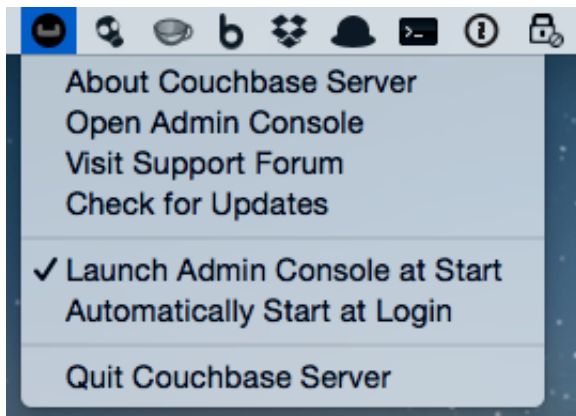 About Couchbase Server
Open Admin Console
Visit Support Forum
Check for Updates
✓ Launch Admin Console at Start
Automatically Start at Login
Quit Couchbase Server